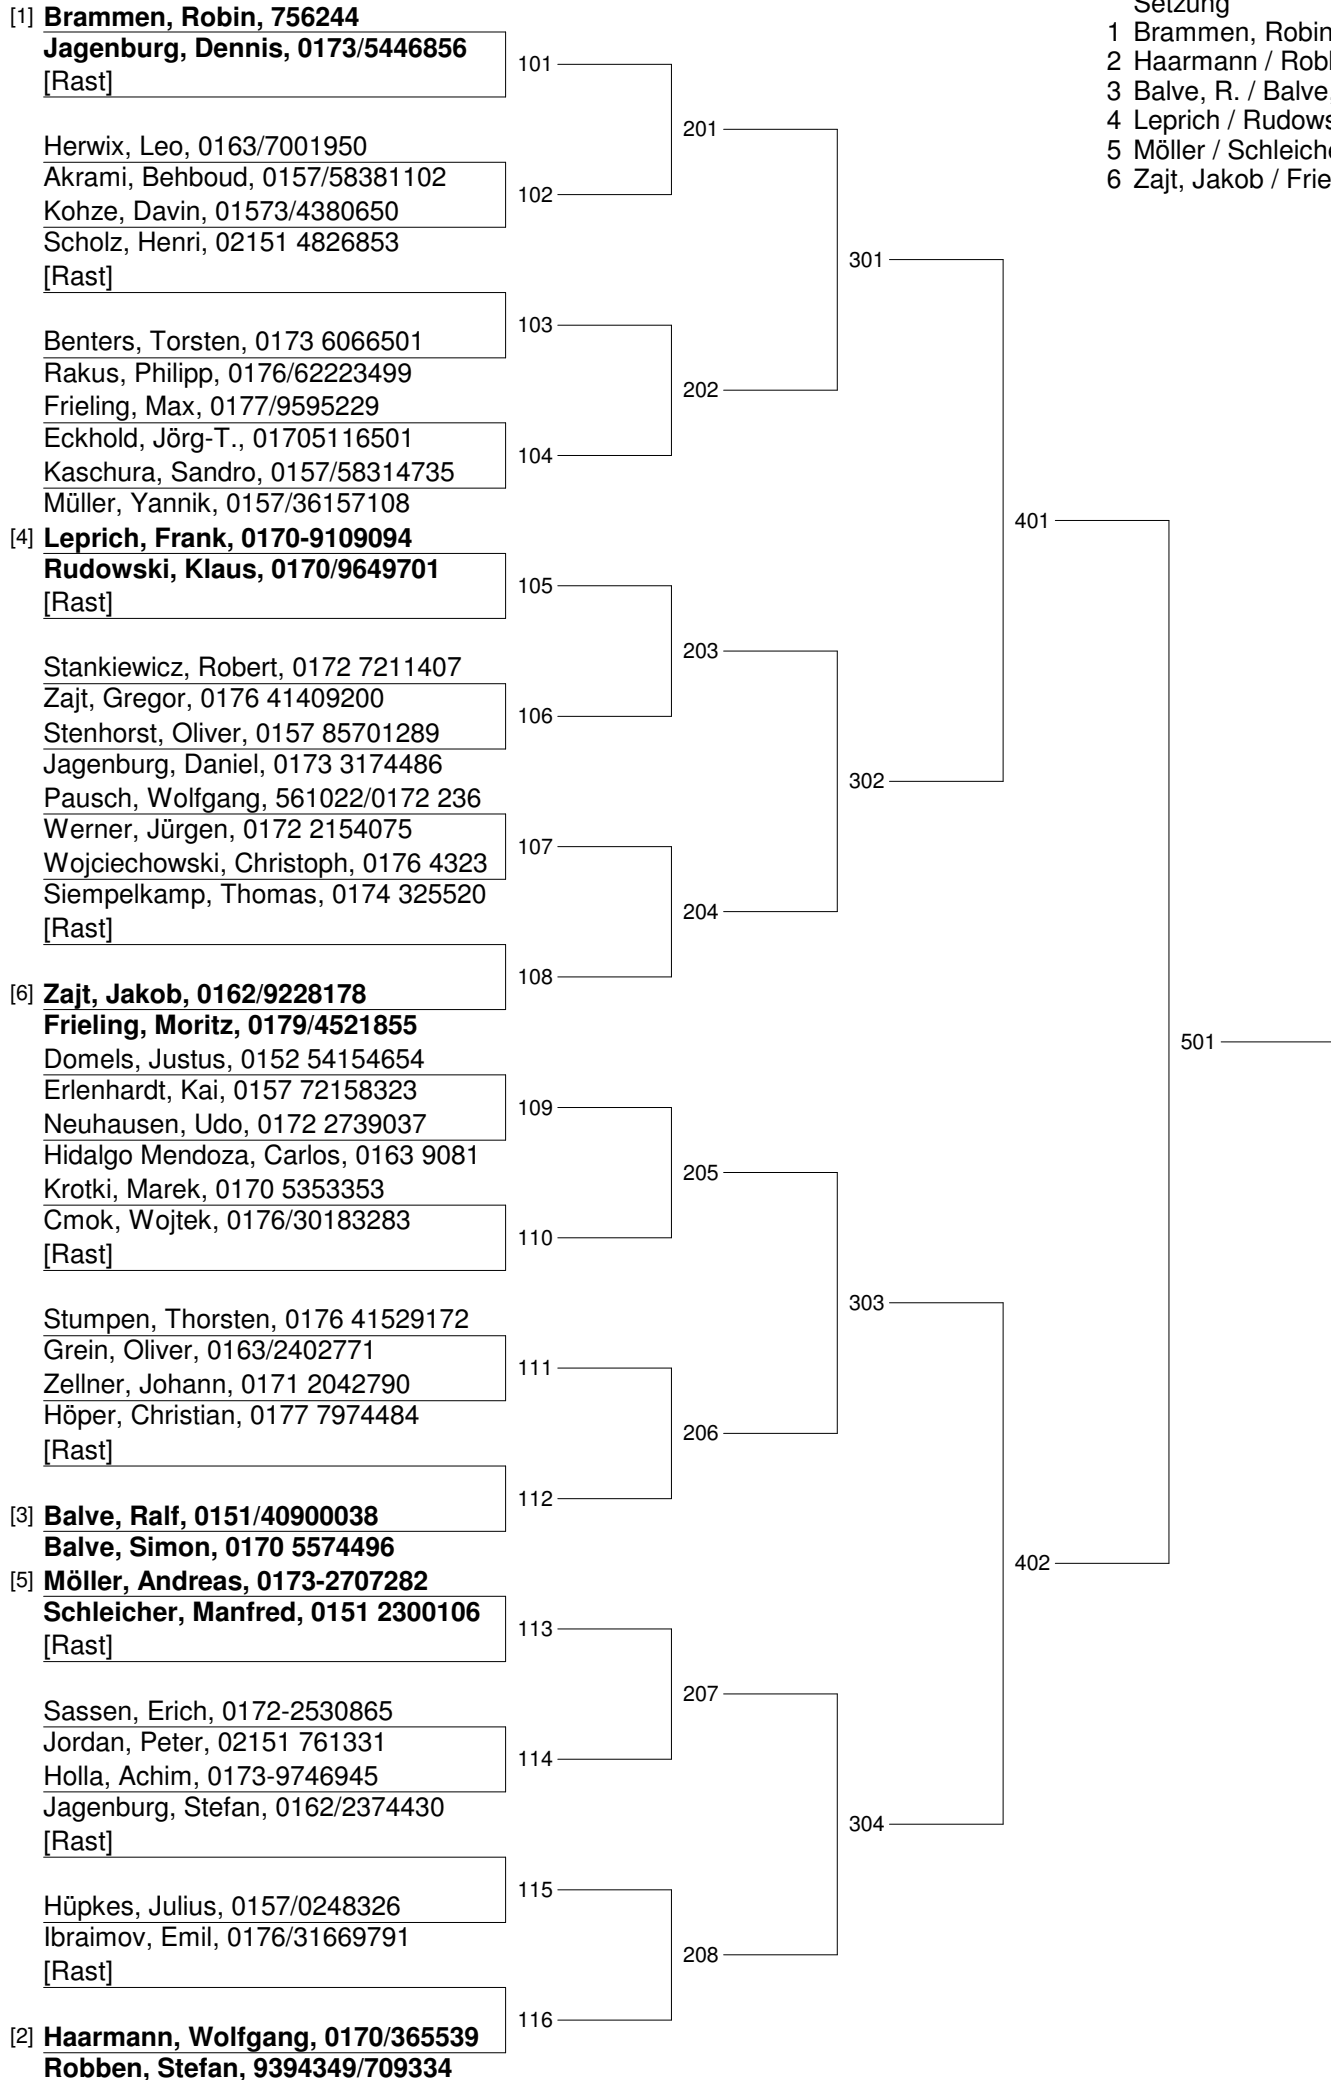 [1] Brammen, Robin, 756244
Jagenburg, Dennis, 0173/5446856
[Rast]
Herwix, Leo, 0163/7001950
Akrami, Behboud, 0157/58381102
Kohze, Davin, 01573/4380650
Scholz, Henri, 02151 4826853
[Rast]
Benters, Torsten, 0173 6066501
Rakus, Philipp, 0176/62223499
Frieling, Max, 0177/9595229
Eckhold, Jörg-T., 01705116501
Kaschura, Sandro, 0157/58314735
Müller, Yannik, 0157/36157108
[4] Leprich, Frank, 0170-9109094
Rudowski, Klaus, 0170/9649701
[Rast]
Stankiewicz, Robert, 0172 7211407
Zajt, Gregor, 0176 41409200
Stenhorst, Oliver, 0157 85701289
Jagenburg, Daniel, 0173 3174486
Pausch, Wolfgang, 561022/0172 236
Werner, Jürgen, 0172 2154075
Wojciechowski, Christoph, 0176 4323
Siempelkamp, Thomas, 0174 325520
[Rast]
[6] Zajt, Jakob, 0162/9228178
Frieling, Moritz, 0179/4521855
Domels, Justus, 0152 54154654
Erlenhardt, Kai, 0157 72158323
Neuhausen, Udo, 0172 2739037
Hidalgo Mendoza, Carlos, 0163 9081
Krotki, Marek, 0170 5353353
Cmok, Wojtek, 0176/30183283
[Rast]
Stumpen, Thorsten, 0176 41529172
Grein, Oliver, 0163/2402771
Zellner, Johann, 0171 2042790
Höper, Christian, 0177 7974484
[Rast]
[3] Balve, Ralf, 0151/40900038
Balve, Simon, 0170 5574496
[5] Möller, Andreas, 0173-2707282
Schleicher, Manfred, 0151 2300106
[Rast]
Sassen, Erich, 0172-2530865
Jordan, Peter, 02151 761331
Holla, Achim, 0173-9746945
Jagenburg, Stefan, 0162/2374430
[Rast]
Hüpkes, Julius, 0157/0248326
Ibraimov, Emil, 0176/31669791
[Rast]
[2] Haarmann, Wolfgang, 0170/365539
Robben, Stefan, 9394349/709334
101
102
103
104
105
106
107
108
109
110
111
112
113
114
115
116
201
202
203
204
205
206
207
208
301
302
303
304
401
402
501
Setzung
1 Brammen, Robin
2 Haarmann / Robl
3 Balve, R. / Balve,
4 Leprich / Rudows
5 Möller / Schleiche
6 Zajt, Jakob / Frie